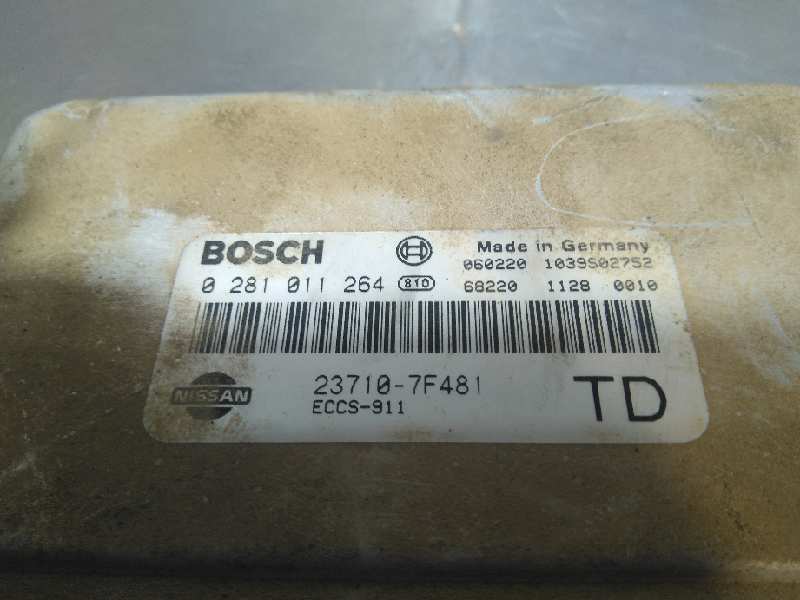 BOSCH Made in Germany
060220 1039S02752
0 281 011 264 810 68220 1128 0010
NISSAN 23710-7F481 TD
ECCS-911